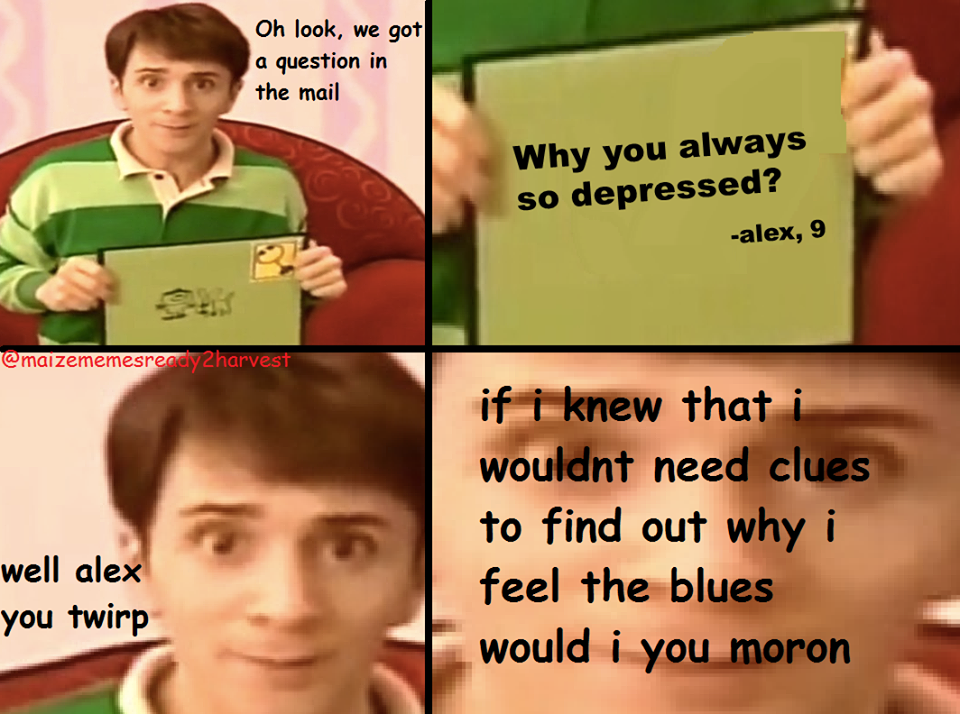 Oh look, we got
a question in
the mail
Why you always
so depressed?
-alex, 9
@maizememesready2harvest
well alex
you twirp
if i knew that i
wouldnt need clues
to find out why i
feel the blues
would i you moron